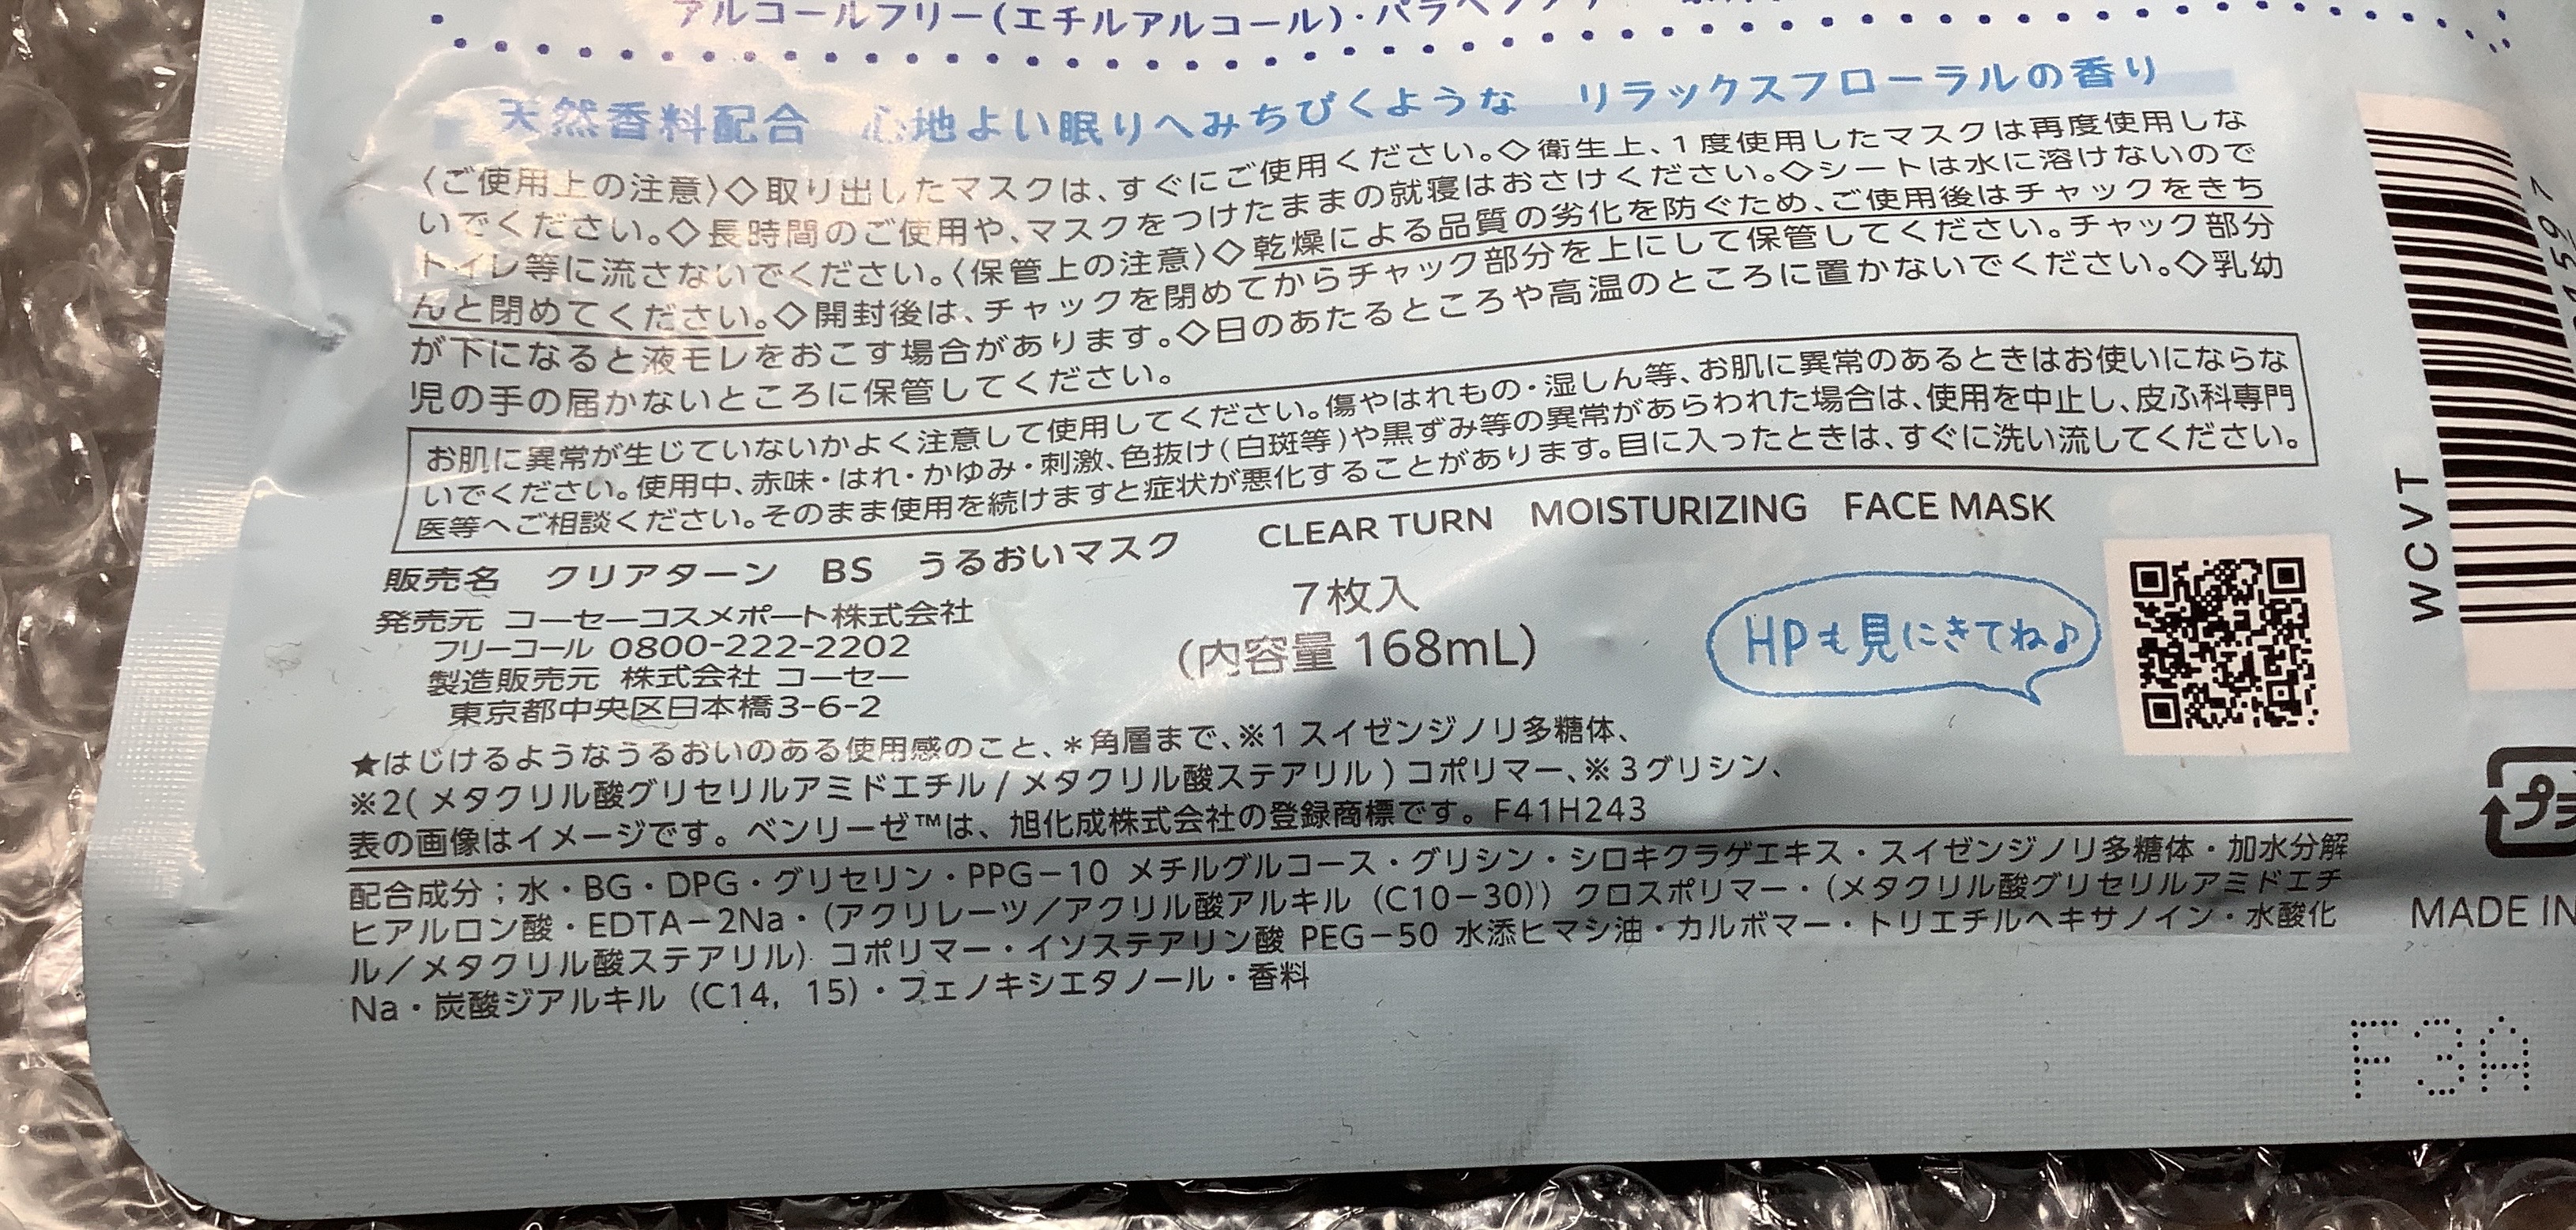 アルコールフリー(エチルアルコール)・パラベンフリー
天然香料配合 心地よい眠りへみちびくような リラックスフローラルの香り
〈ご使用上の注意〉◇取り出したマスクは、すぐにご使用ください。◇衛生上、1度使用したマスクは再度使用しな
いでください。◇長時間のご使用や、マスクをつけたままの就寝はおさけください。◇シートは水に溶けないので
トイレ等に流さないでください。〈保管上の注意〉◇乾燥による品質の劣化を防ぐため、ご使用後はチャックをきち
んと閉めてください。◇開封後は、チャックを閉めてからチャック部分を上にして保管してください。チャック部分
が下になると液モレをおこす場合があります。◇日のあたるところや高温のところに置かないでください。◇乳幼
児の手の届かないところに保管してください。
お肌に異常が生じていないかよく注意して使用してください。傷やはれもの・湿しん等、お肌に異常のあるときはお使いにならな
いでください。使用中、赤味・はれ・かゆみ・刺激、色抜け(白斑等)や黒ずみ等の異常があらわれた場合は、使用を中止し、皮ふ科専門
医等へご相談ください。そのまま使用を続けますと症状が悪化することがあります。目に入ったときは、すぐに洗い流してください。
販売名 クリアターン BS うるおいマスク CLEAR TURN MOISTURIZING FACE MASK
発売元 コーセーコスメポート株式会社
フリーコール 0800-222-2202
製造販売元 株式会社 コーセー
東京都中央区日本橋3-6-2
7枚入
(内容量 168mL)
HPも見にきてね♪
WCVT
★はじけるようなうるおいのある使用感のこと、*角層まで、※1 スイゼンジノリ多糖体、
※2(メタクリル酸グリセリルアミドエチル/メタクリル酸ステアリル)コポリマー、※3グリシン、
表の画像はイメージです。ベンリーゼ™は、旭化成株式会社の登録商標です。F41H243
配合成分;水・BG・DPG・グリセリン・PPG-10 メチルグルコース・グリシン・シロキクラゲエキス・スイゼンジノリ多糖体・加水分解
ヒアルロン酸・EDTA-2Na・(アクリレーツ/アクリル酸アルキル(C10-30))クロスポリマー・(メタクリル酸グリセリルアミドエチ
ル/メタクリル酸ステアリル)コポリマー・イソステアリン酸 PEG-50 水添ヒマシ油・カルボマー・トリエチルヘキサノイン・水酸化
Na・炭酸ジアルキル(C14, 15)・フェノキシエタノール・香料
プラ
MADE IN
F3A